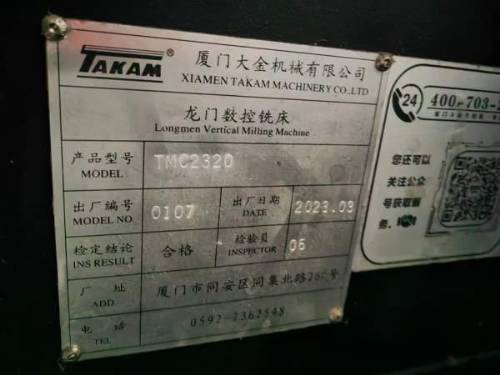 TAKAM®
厦门大金机械有限公司
XIAMEN TAKAM MACHINERY CO.,LTD
龙门数控铣床
Longmen Vertical Milling Machine
产品型号 TMC2320
MODEL
出厂编号 0107 出厂日期 2023.09
MODEL NO. DATE
检定结论 合格 检验员 06
INS RESULT INSPECTOR
厂 址 厦门市同安区同集北路 号
ADD.
电 话 0592-7362548
TEL
24 400-703-
您还可以
关注公众
号获取服
务。